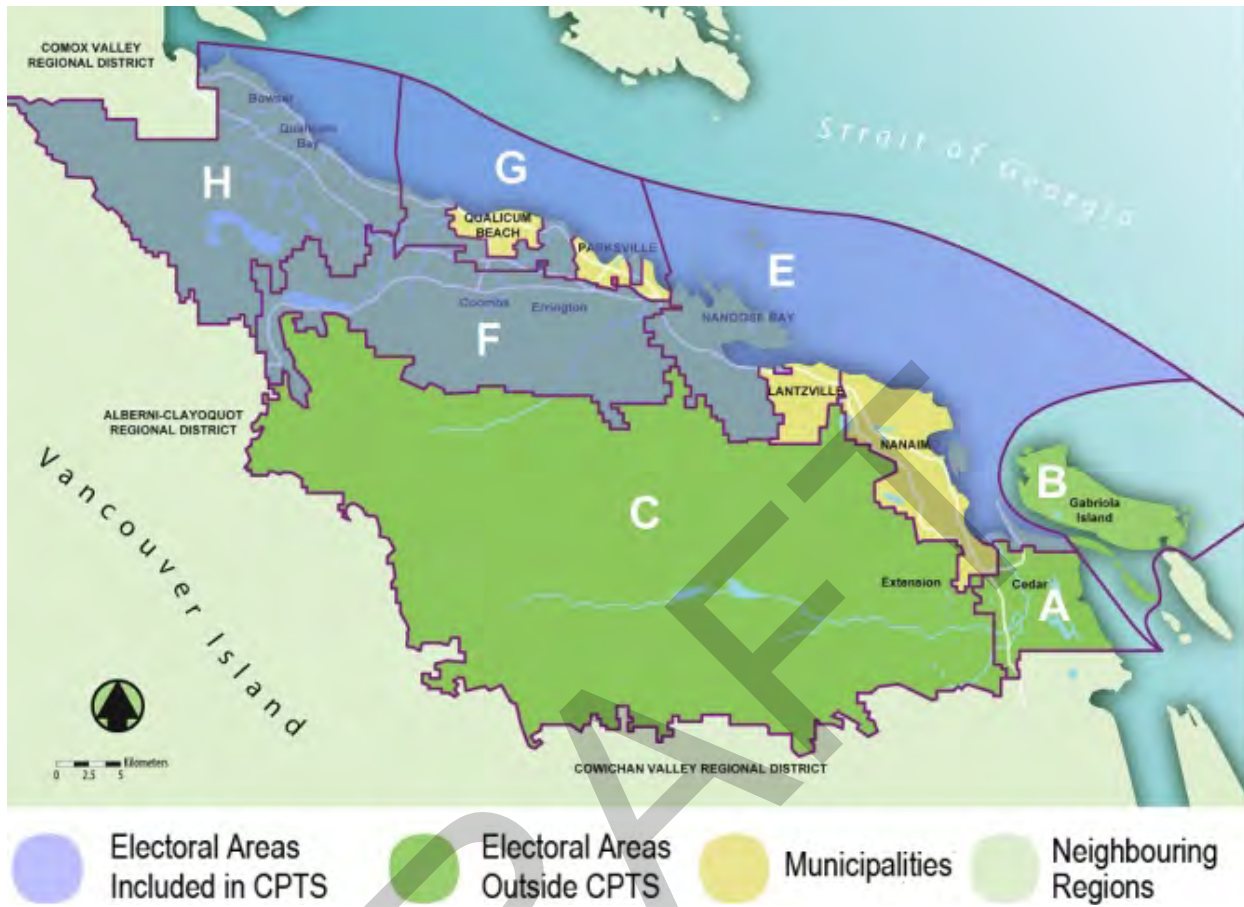 COMOX VALLEY
REGIONAL DISTRICT
Bowser
Qualicum
Bay
Strait of Georgia
H
G
QUALICUM
BEACH
PARKSVILLE
E
Coombs
Errington
NANOOSE BAY
F
LANTZVILLE
ALBERNI-CLAYOQUOT
REGIONAL DISTRICT
NANAIM
B
Gabriola
Island
C
Vancouver Island
Extension
Cedar
A
Kilometers
0 2.5 5
COWICHAN VALLEY REGIONAL DISTRICT
DRAFT
Electoral Areas
Included in CPTS
Electoral Areas
Outside CPTS
Municipalities
Neighbouring
Regions